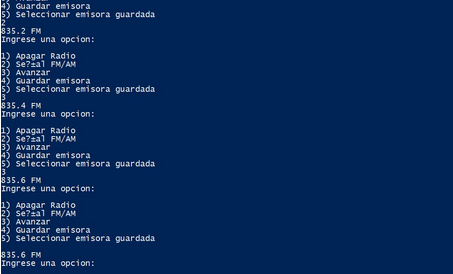 4) Guardar emisora
5) Seleccionar emisora guardada
2
835.2 FM
Ingrese una opcion:
1) Apagar Radio
2) Se?±al FM/AM
3) Avanzar
4) Guardar emisora
5) Seleccionar emisora guardada
3
835.4 FM
Ingrese una opcion:
1) Apagar Radio
2) Se?±al FM/AM
3) Avanzar
4) Guardar emisora
5) Seleccionar emisora guardada
3
835.6 FM
Ingrese una opcion:
1) Apagar Radio
2) Se?±al FM/AM
3) Avanzar
4) Guardar emisora
5) Seleccionar emisora guardada
835.6 FM
Ingrese una opcion: